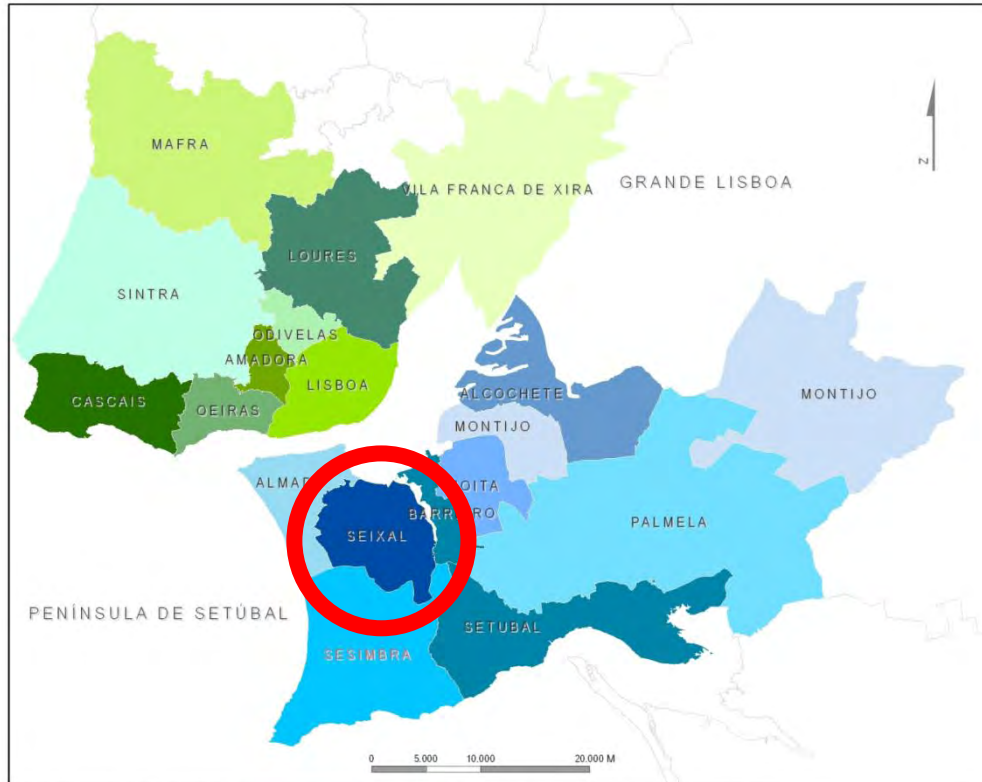 MAFRA
VILA FRANCA DE XIRA
GRANDE LISBOA
Z
LOURES
SINTRA
ODIVELAS
AMADORA
LISBOA
CASCAIS
OEIRAS
ALCOCHETE
MONTIJO
MONTIJO
SEIXAL
PALMELA
PENÍNSULA DE SETÚBAL
SETUBAL
SESIMBRA
0 5.000 10.000 20.000 M